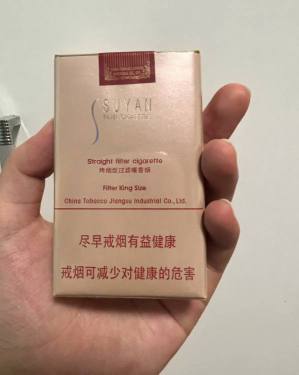 SUYAN
Straight filter cigarette
烤烟型过滤嘴香烟
Filter King Size
China Tobacco Jiangsu Industrial Co., Ltd.
尽早戒烟有益健康
戒烟可减少对健康的危害